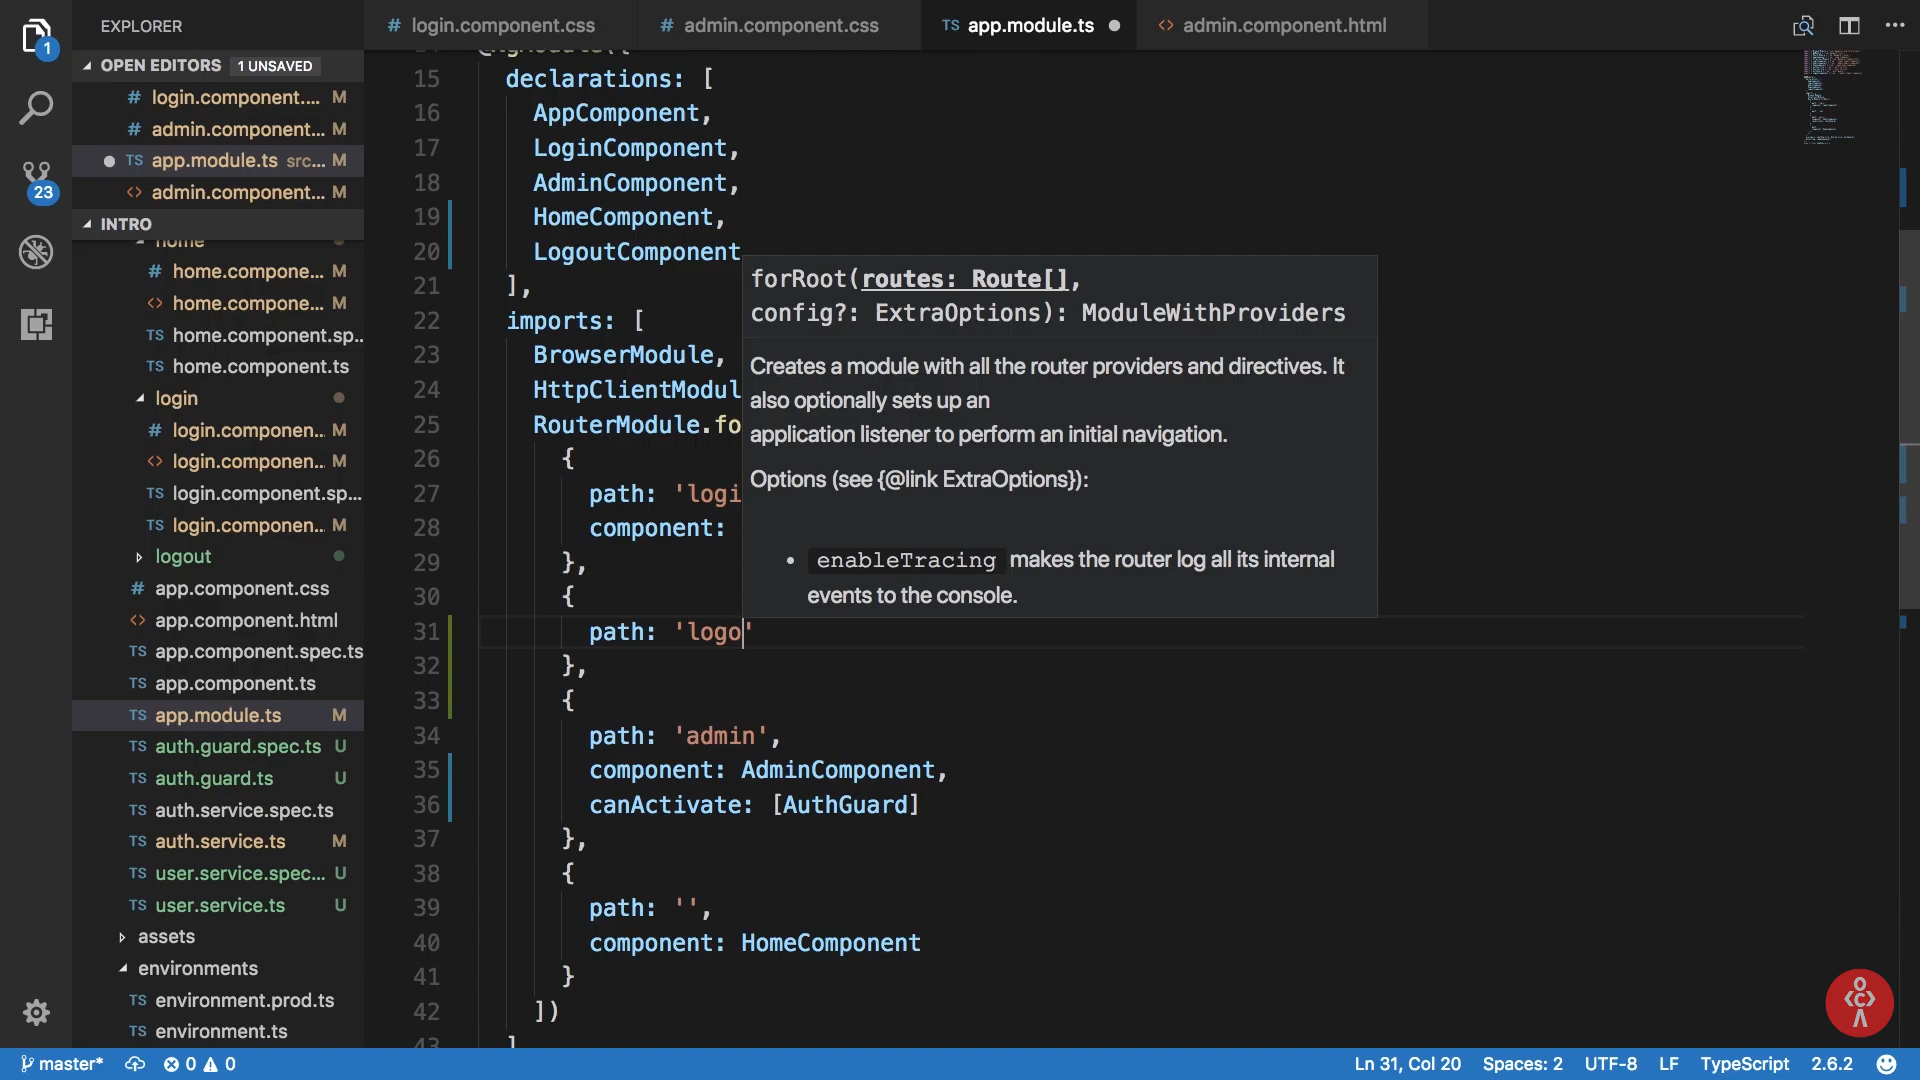 EXPLORER
# login.component.css
# admin.component.css
TS app.module.ts
<> admin.component.html
1
OPEN EDITORS 1 UNSAVED
# login.component.... M
# admin.component... M
TS app.module.ts src... M
<> admin.component... M
23
INTRO
home
# home.compone... M
<> home.compone... M
TS home.component.sp...
TS home.component.ts
login
# login.componen... M
<> login.componen... M
TS login.component.sp...
TS login.componen... M
logout
# app.component.css
<> app.component.html
TS app.component.spec.ts
TS app.component.ts
TS app.module.ts M
TS auth.guard.spec.ts U
TS auth.guard.ts U
TS auth.service.spec.ts
TS auth.service.ts M
TS user.service.spec... U
TS user.service.ts U
assets
environments
TS environment.prod.ts
TS environment.ts
15 declarations: [
16 AppComponent,
17 LoginComponent,
18 AdminComponent,
19 HomeComponent,
20 LogoutComponent
21 ],
22 imports: [
23 BrowserModule,
24 HttpClientModul
25 RouterModule.fo
26 {
27 path: 'logi
28 component:
29 },
30 {
31 path: 'logo'
32 },
33 {
34 path: 'admin',
35 component: AdminComponent,
36 canActivate: [AuthGuard]
37 },
38 {
39 path: '',
40 component: HomeComponent
41 }
42 ])
43 ]
forRoot(routes: Route[],
config?: ExtraOptions): ModuleWithProviders
Creates a module with all the router providers and directives. It
also optionally sets up an
application listener to perform an initial navigation.
Options (see {@link ExtraOptions}):
• enableTracing makes the router log all its internal
events to the console.
master* 0 0 Ln 31, Col 20 Spaces: 2 UTF-8 LF TypeScript 2.6.2